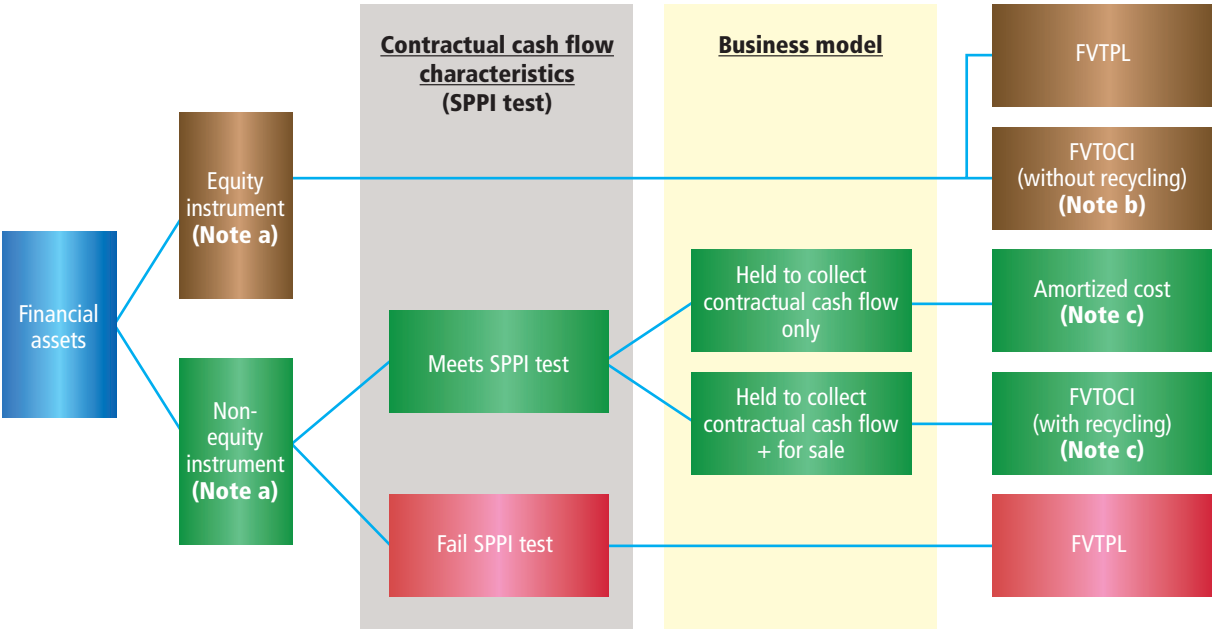 Contractual cash flow
characteristics
(SPPI test)
Business model
FVTPL
Equity
instrument
(Note a)
FVTOCI
(without recycling)
(Note b)
Financial
assets
Meets SPPI test
Held to collect
contractual cash flow
only
Amortized cost
(Note c)
Non-
equity
instrument
(Note a)
Held to collect
contractual cash flow
+ for sale
FVTOCI
(with recycling)
(Note c)
Fail SPPI test
FVTPL